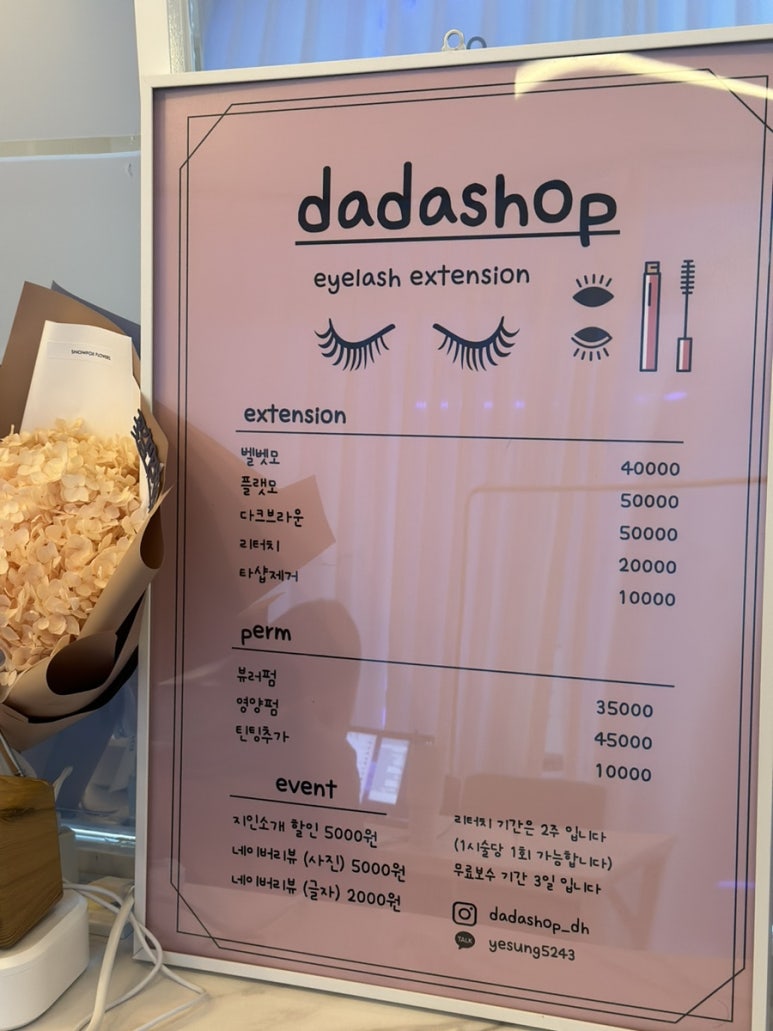 SNOWFOX FLOWERS
dadashop
eyelash extension
extension
벨벳모 40000
플랫모 50000
다크브라운 50000
리터치 20000
타샵제거 10000
perm
뷰러펌 35000
영양펌 45000
틴팅추가 10000
event
지인소개 할인 5000원
네이버리뷰 (사진) 5000원
네이버리뷰 (글자) 2000원
리터치 기간은 2주 입니다
(1시술당 1회 가능합니다)
무료보수 기간 3일 입니다
dadashop_dh
TALK yesung5243